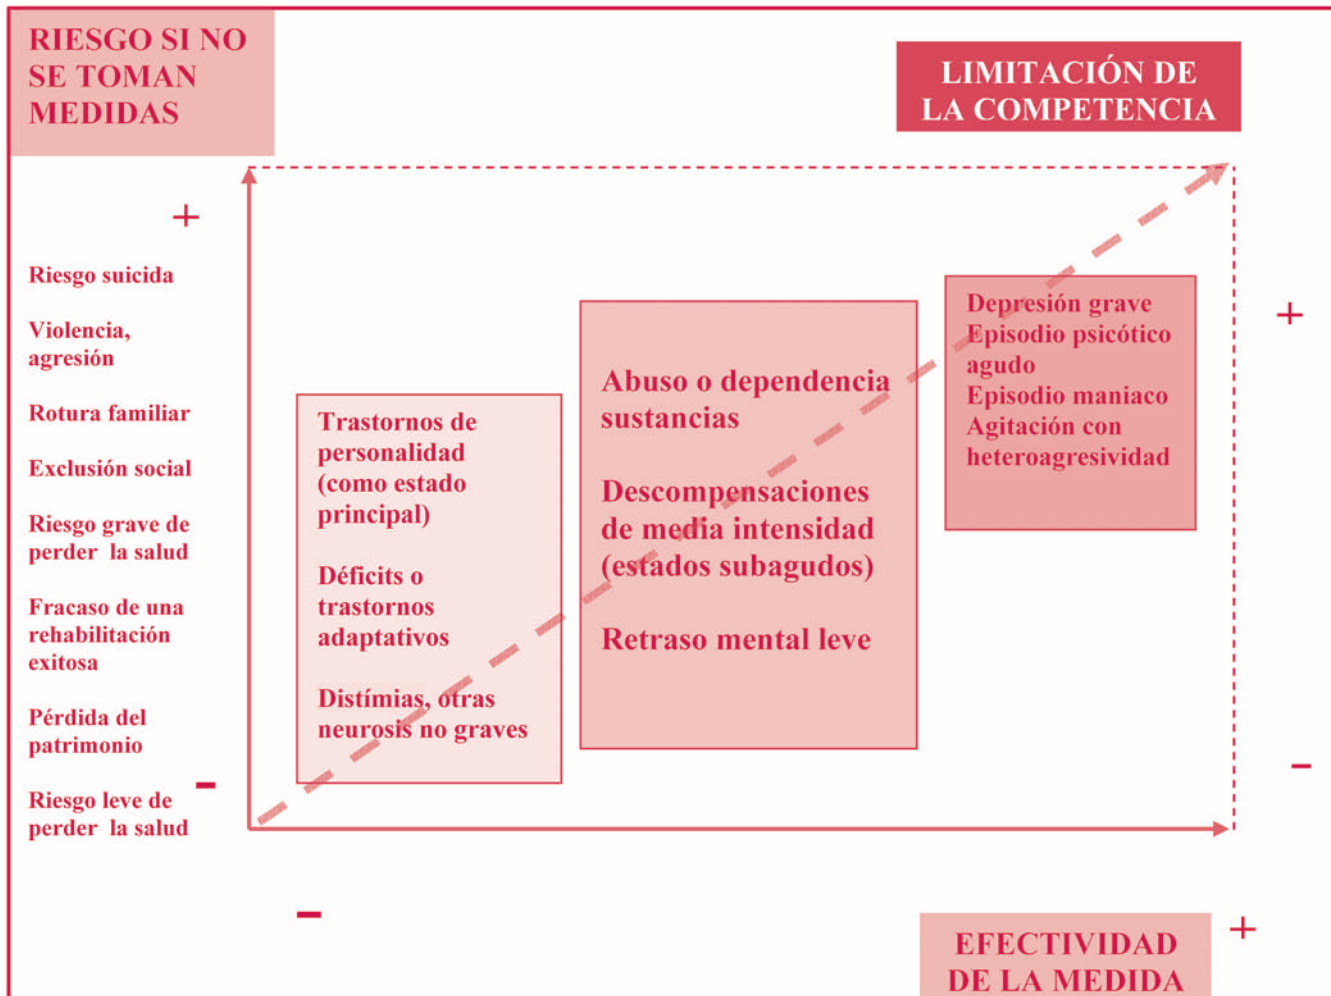 RIESGO SI NO
SE TOMAN
MEDIDAS
LIMITACIÓN DE
LA COMPETENCIA
+
Riesgo suicida
Violencia,
agresión
Rotura familiar
Exclusión social
Riesgo grave de
perder la salud
Fracaso de una
rehabilitación
exitosa
Pérdida del
patrimonio
-
Riesgo leve de
perder la salud
Trastornos de
personalidad
(como estado
principal)
Déficits o
trastornos
adaptativos
Distímias, otras
neurosis no graves
Abuso o dependencia
sustancias
Descompensaciones
de media intensidad
(estados subagudos)
Retraso mental leve
Depresión grave
Episodio psicótico
agudo
Episodio maniaco
Agitación con
heteroagresividad
+
-
-
+
EFECTIVIDAD
DE LA MEDIDA